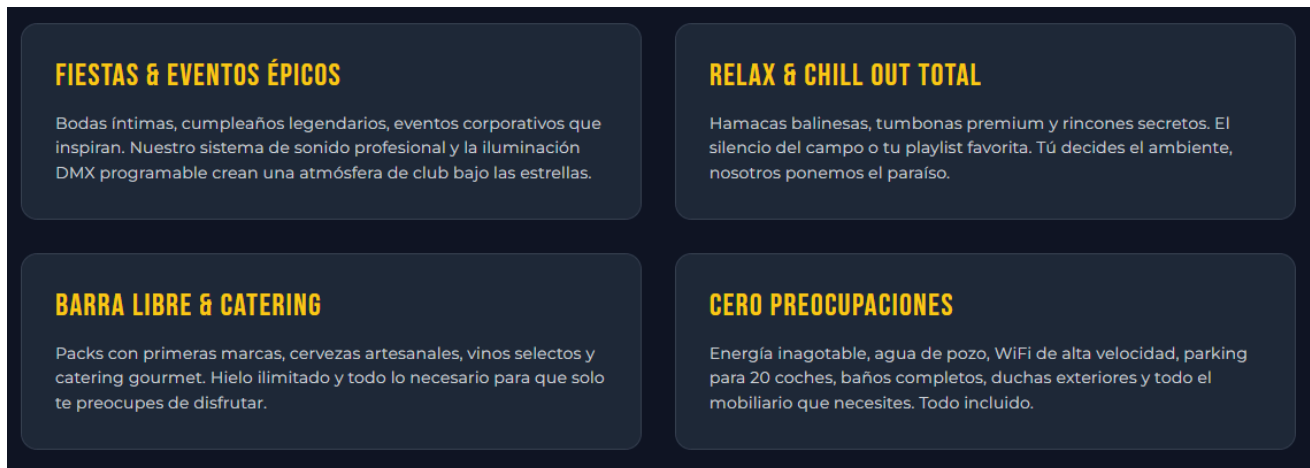 FIESTAS & EVENTOS ÉPICOS
Bodas íntimas, cumpleaños legendarios, eventos corporativos que
inspiran. Nuestro sistema de sonido profesional y la iluminación
DMX programable crean una atmósfera de club bajo las estrellas.
RELAX & CHILL OUT TOTAL
Hamacas balinesas, tumbonas premium y rincones secretos. El
silencio del campo o tu playlist favorita. Tú decides el ambiente,
nosotros ponemos el paraíso.
BARRA LIBRE & CATERING
Packs con primeras marcas, cervezas artesanales, vinos selectos y
catering gourmet. Hielo ilimitado y todo lo necesario para que solo
te preocupes de disfrutar.
CERO PREOCUPACIONES
Energía inagotable, agua de pozo, WiFi de alta velocidad, parking
para 20 coches, baños completos, duchas exteriores y todo el
mobiliario que necesites. Todo incluido.